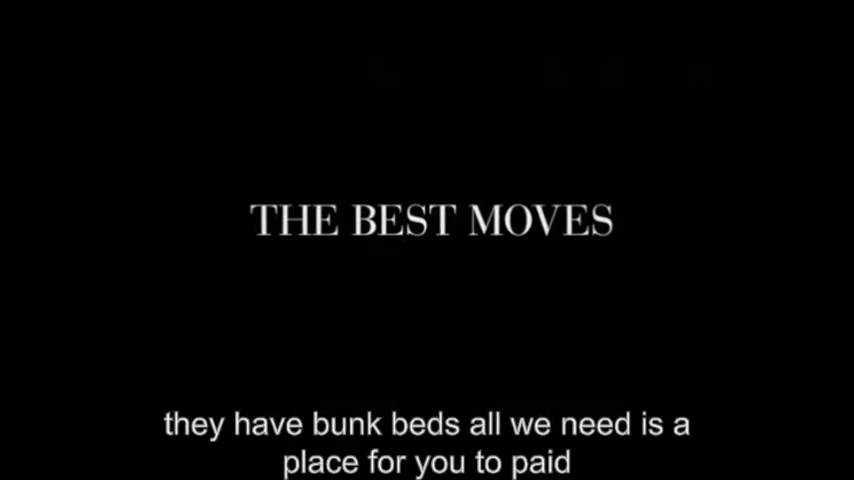 THE BEST MOVES
they have bunk beds all we need is a
place for you to paid